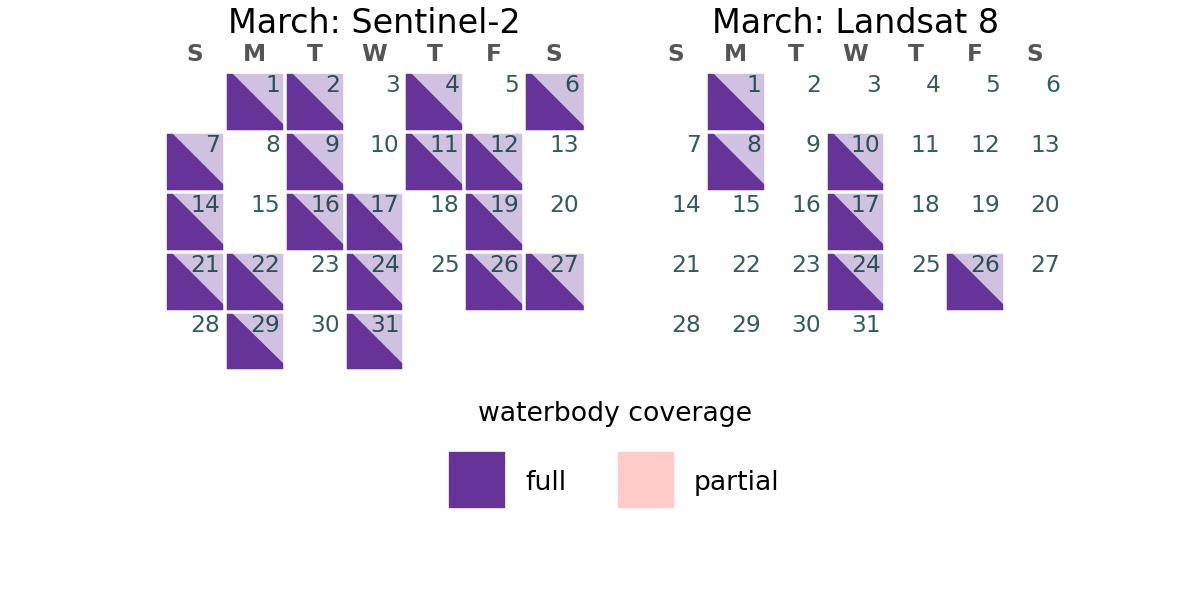 March: Sentinel-2
S M T W T F S
1 2 3 4 5 6
7 8 9 10 11 12 13
14 15 16 17 18 19 20
21 22 23 24 25 26 27
28 29 30 31
March: Landsat 8
S M T W T F S
1 2 3 4 5 6
7 8 9 10 11 12 13
14 15 16 17 18 19 20
21 22 23 24 25 26 27
28 29 30 31
waterbody coverage
full partial